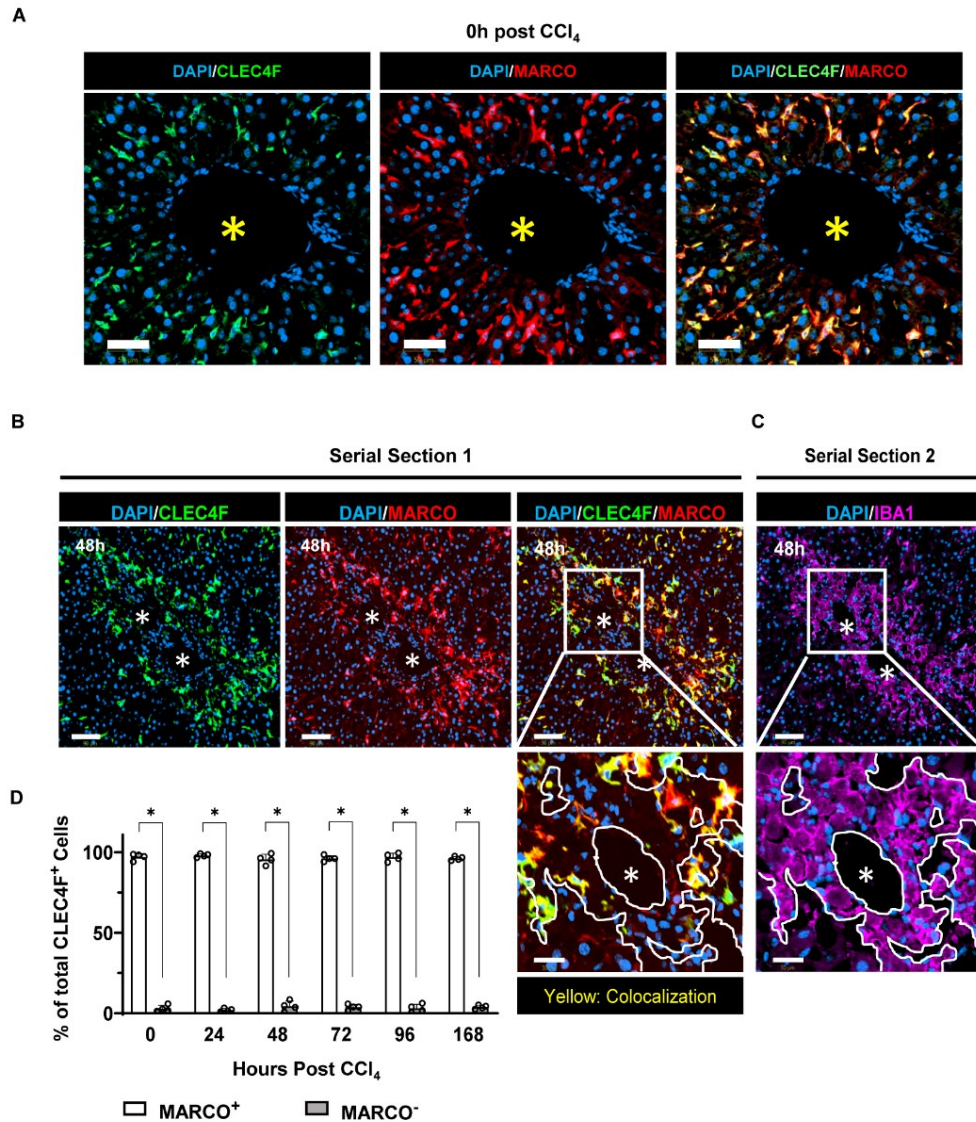 A
0h post CCl₄
DAPI/CLEC4F
DAPI/MARCO
DAPI/CLEC4F/MARCO
B
C
Serial Section 1
Serial Section 2
DAPI/CLEC4F
DAPI/MARCO
DAPI/CLEC4F/MARCO
DAPI/IBA1
48h
48h
48h
48h
*
*
*
*
*
*
*
*
*
*
*
*
*
D
* * * * * *
% of total CLEC4F⁺ Cells
100
50
0
0 24 48 72 96 168
Hours Post CCl₄
MARCO⁺ MARCO⁻
Yellow: Colocalization